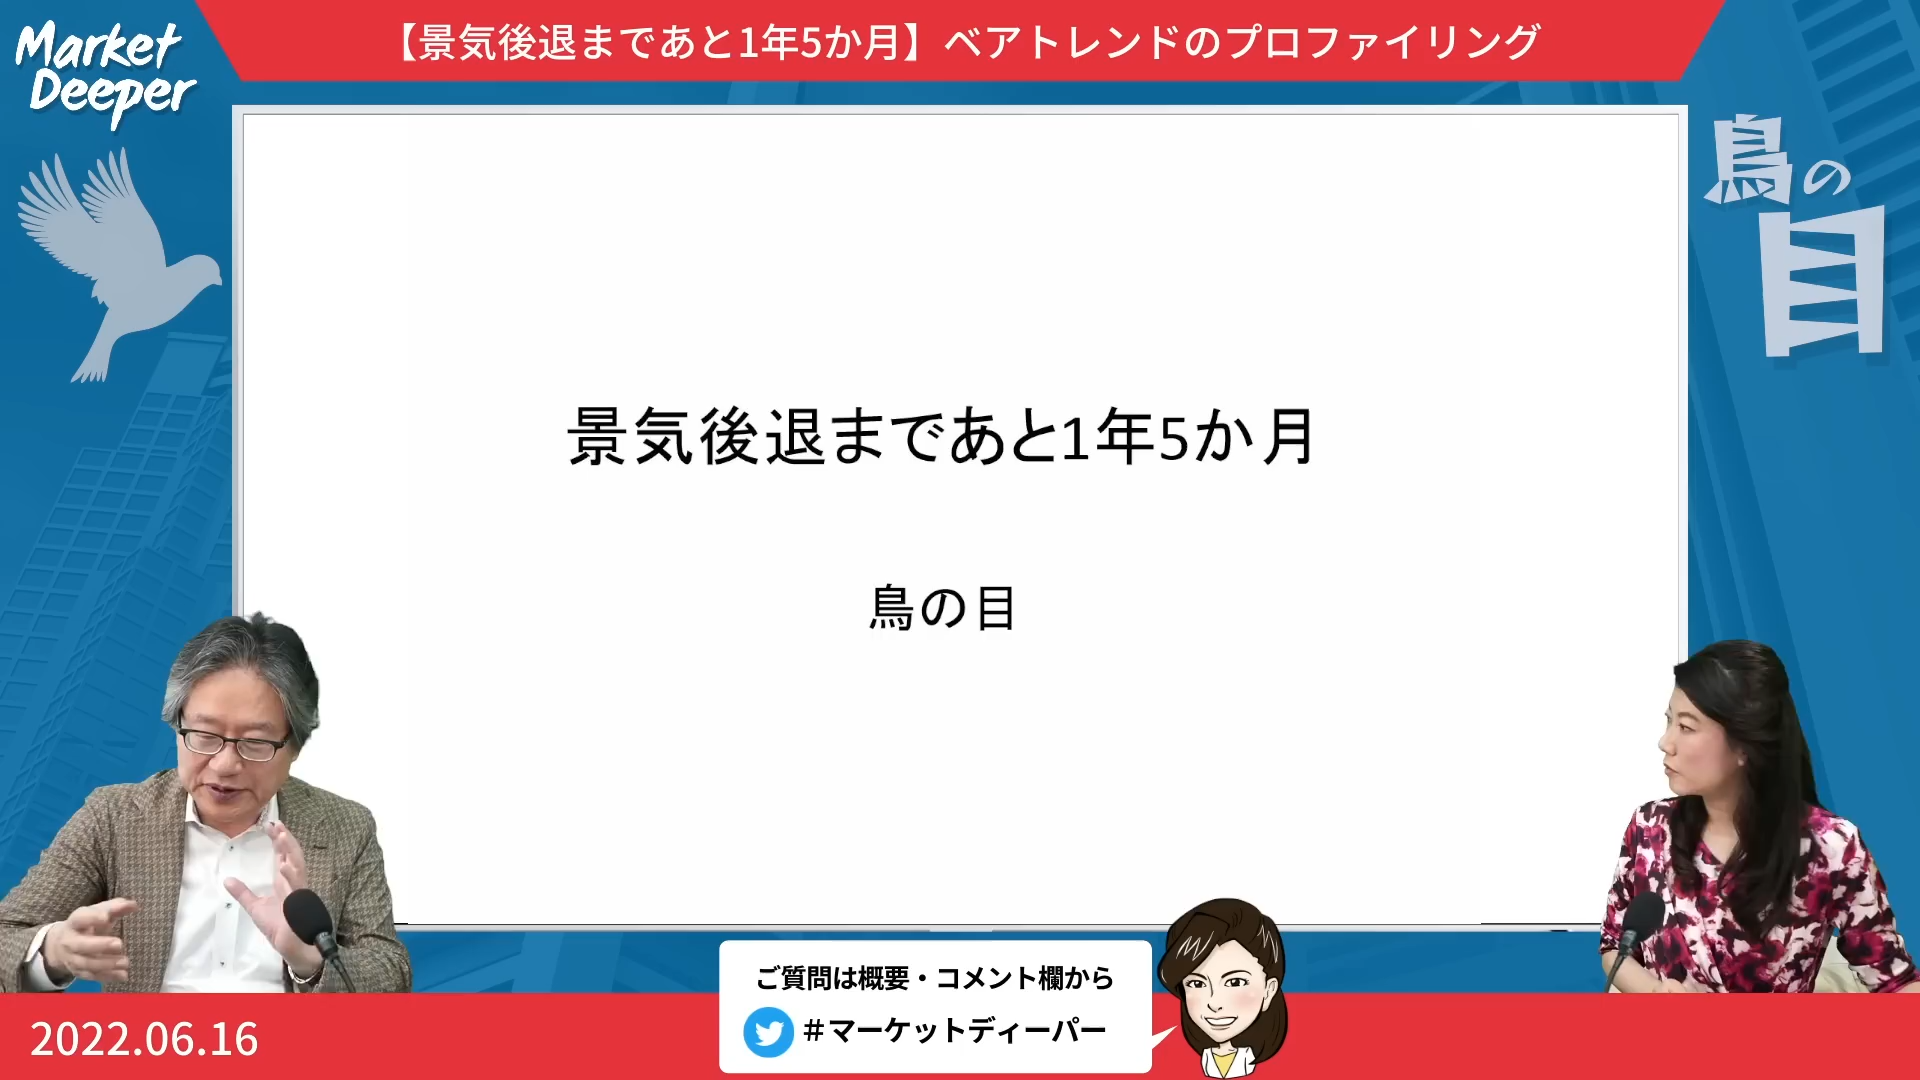 Market
Deeper
【景気後退まであと1年5か月】ベアトレンドのプロファイリング
鳥の
目
景気後退まであと1年5か月
鳥の目
ご質問は概要・コメント欄から
#マーケットディーパー
2022.06.16